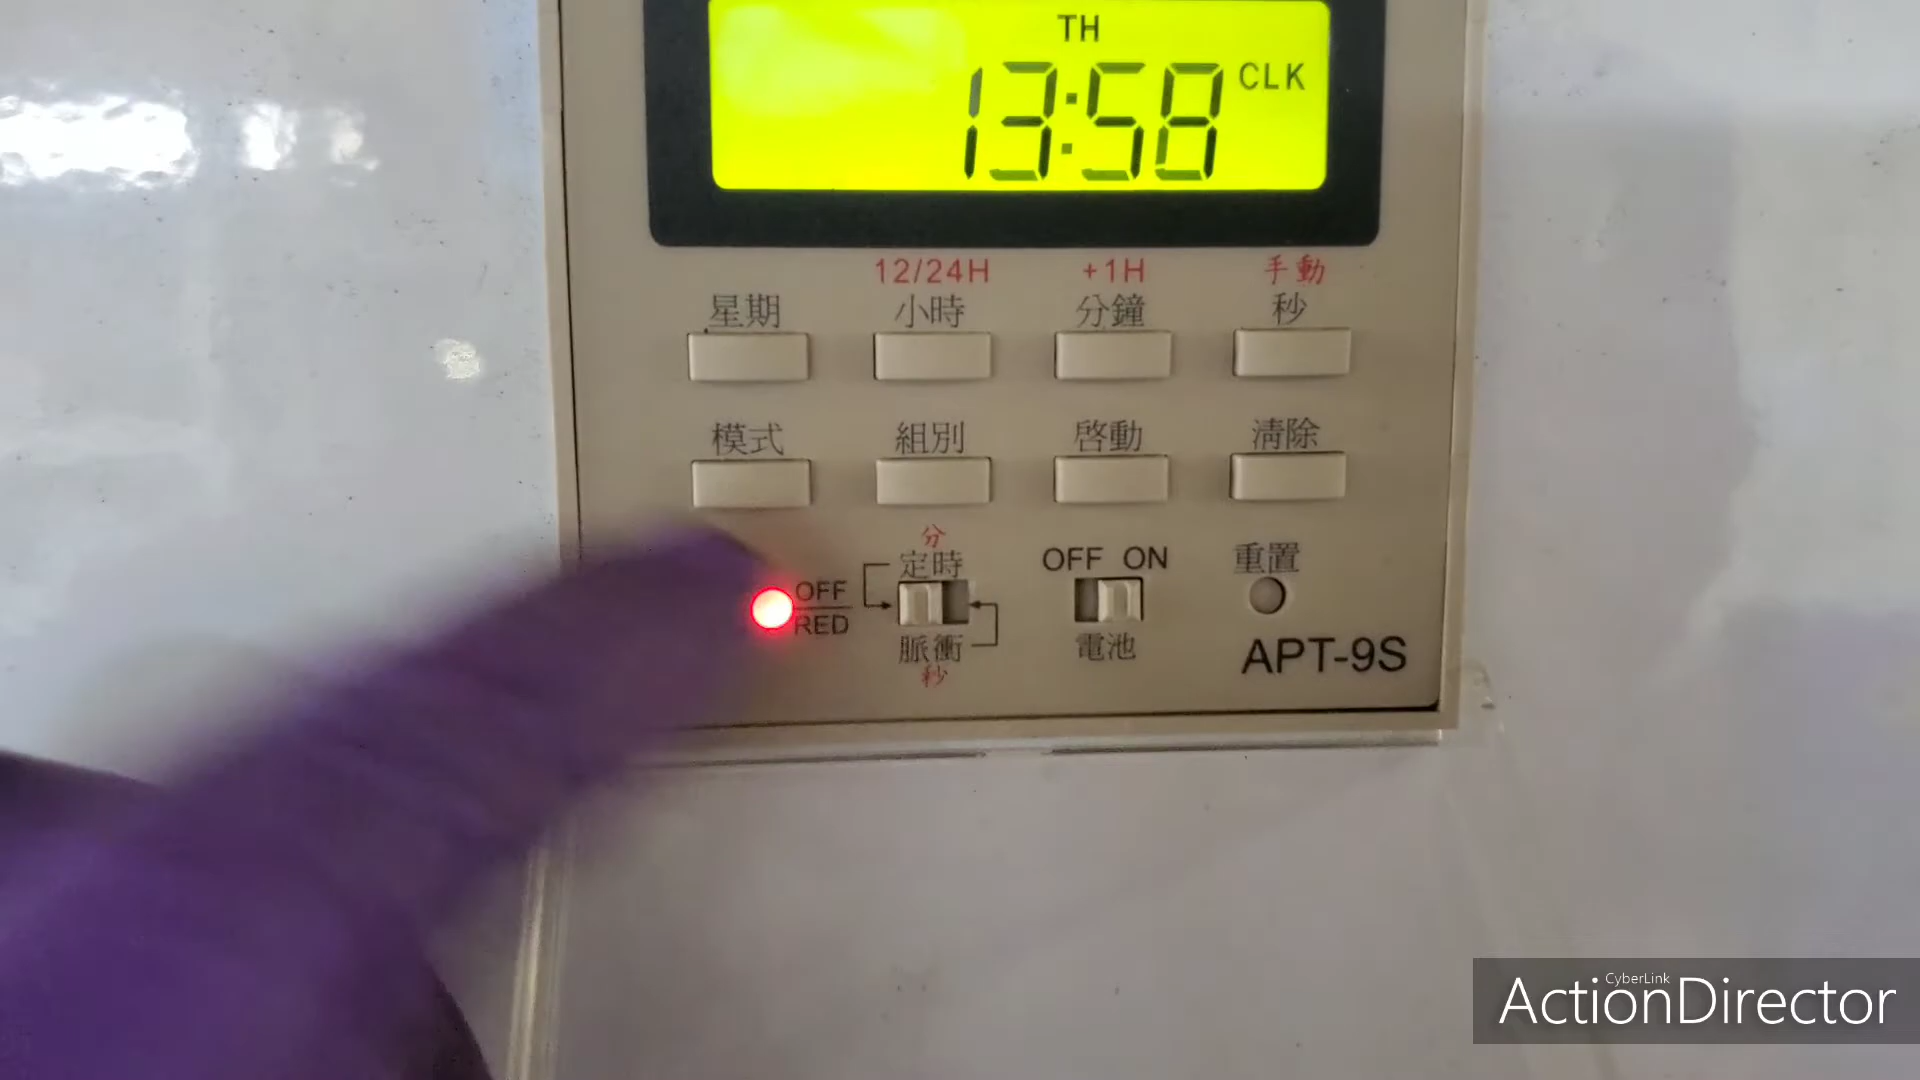 TH
13:58 CLK
12/24H +1H 手動
星期 小時 分鐘 秒
模式 組別 啓動 清除
分
定時 OFF ON 重置
OFF
RED
脈衝 電池 APT-9S
秒
CyberLink
ActionDirector